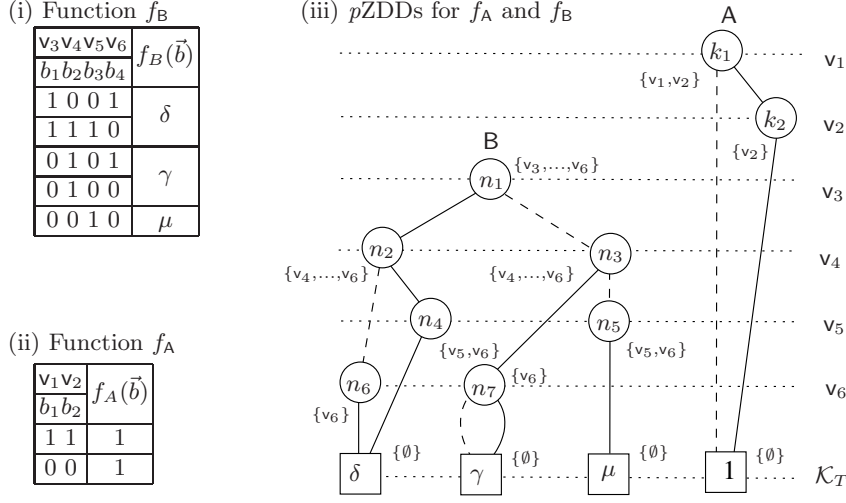 (i) Function f_B
v₃v₄v₅v₆ f_B(b⃗)
b₁b₂b₃b₄
1 0 0 1 δ
1 1 1 0
0 1 0 1 γ
0 1 0 0
0 0 1 0 μ
(ii) Function f_A
v₁v₂ f_A(b⃗)
b₁b₂
1 1 1
0 0 1
(iii) pZDDs for f_A and f_B
A
k₁ v₁
{v₁,v₂}
k₂ v₂
{v₂}
B
n₁ {v₃,...,v₆} v₃
n₂ n₃ v₄
{v₄,...,v₆} {v₄,...,v₆}
n₄ n₅ v₅
{v₅,v₆} {v₅,v₆}
n₆ n₇ {v₆} v₆
{v₆}
δ {∅} γ {∅} μ {∅} 1 {∅} 𝒦_T